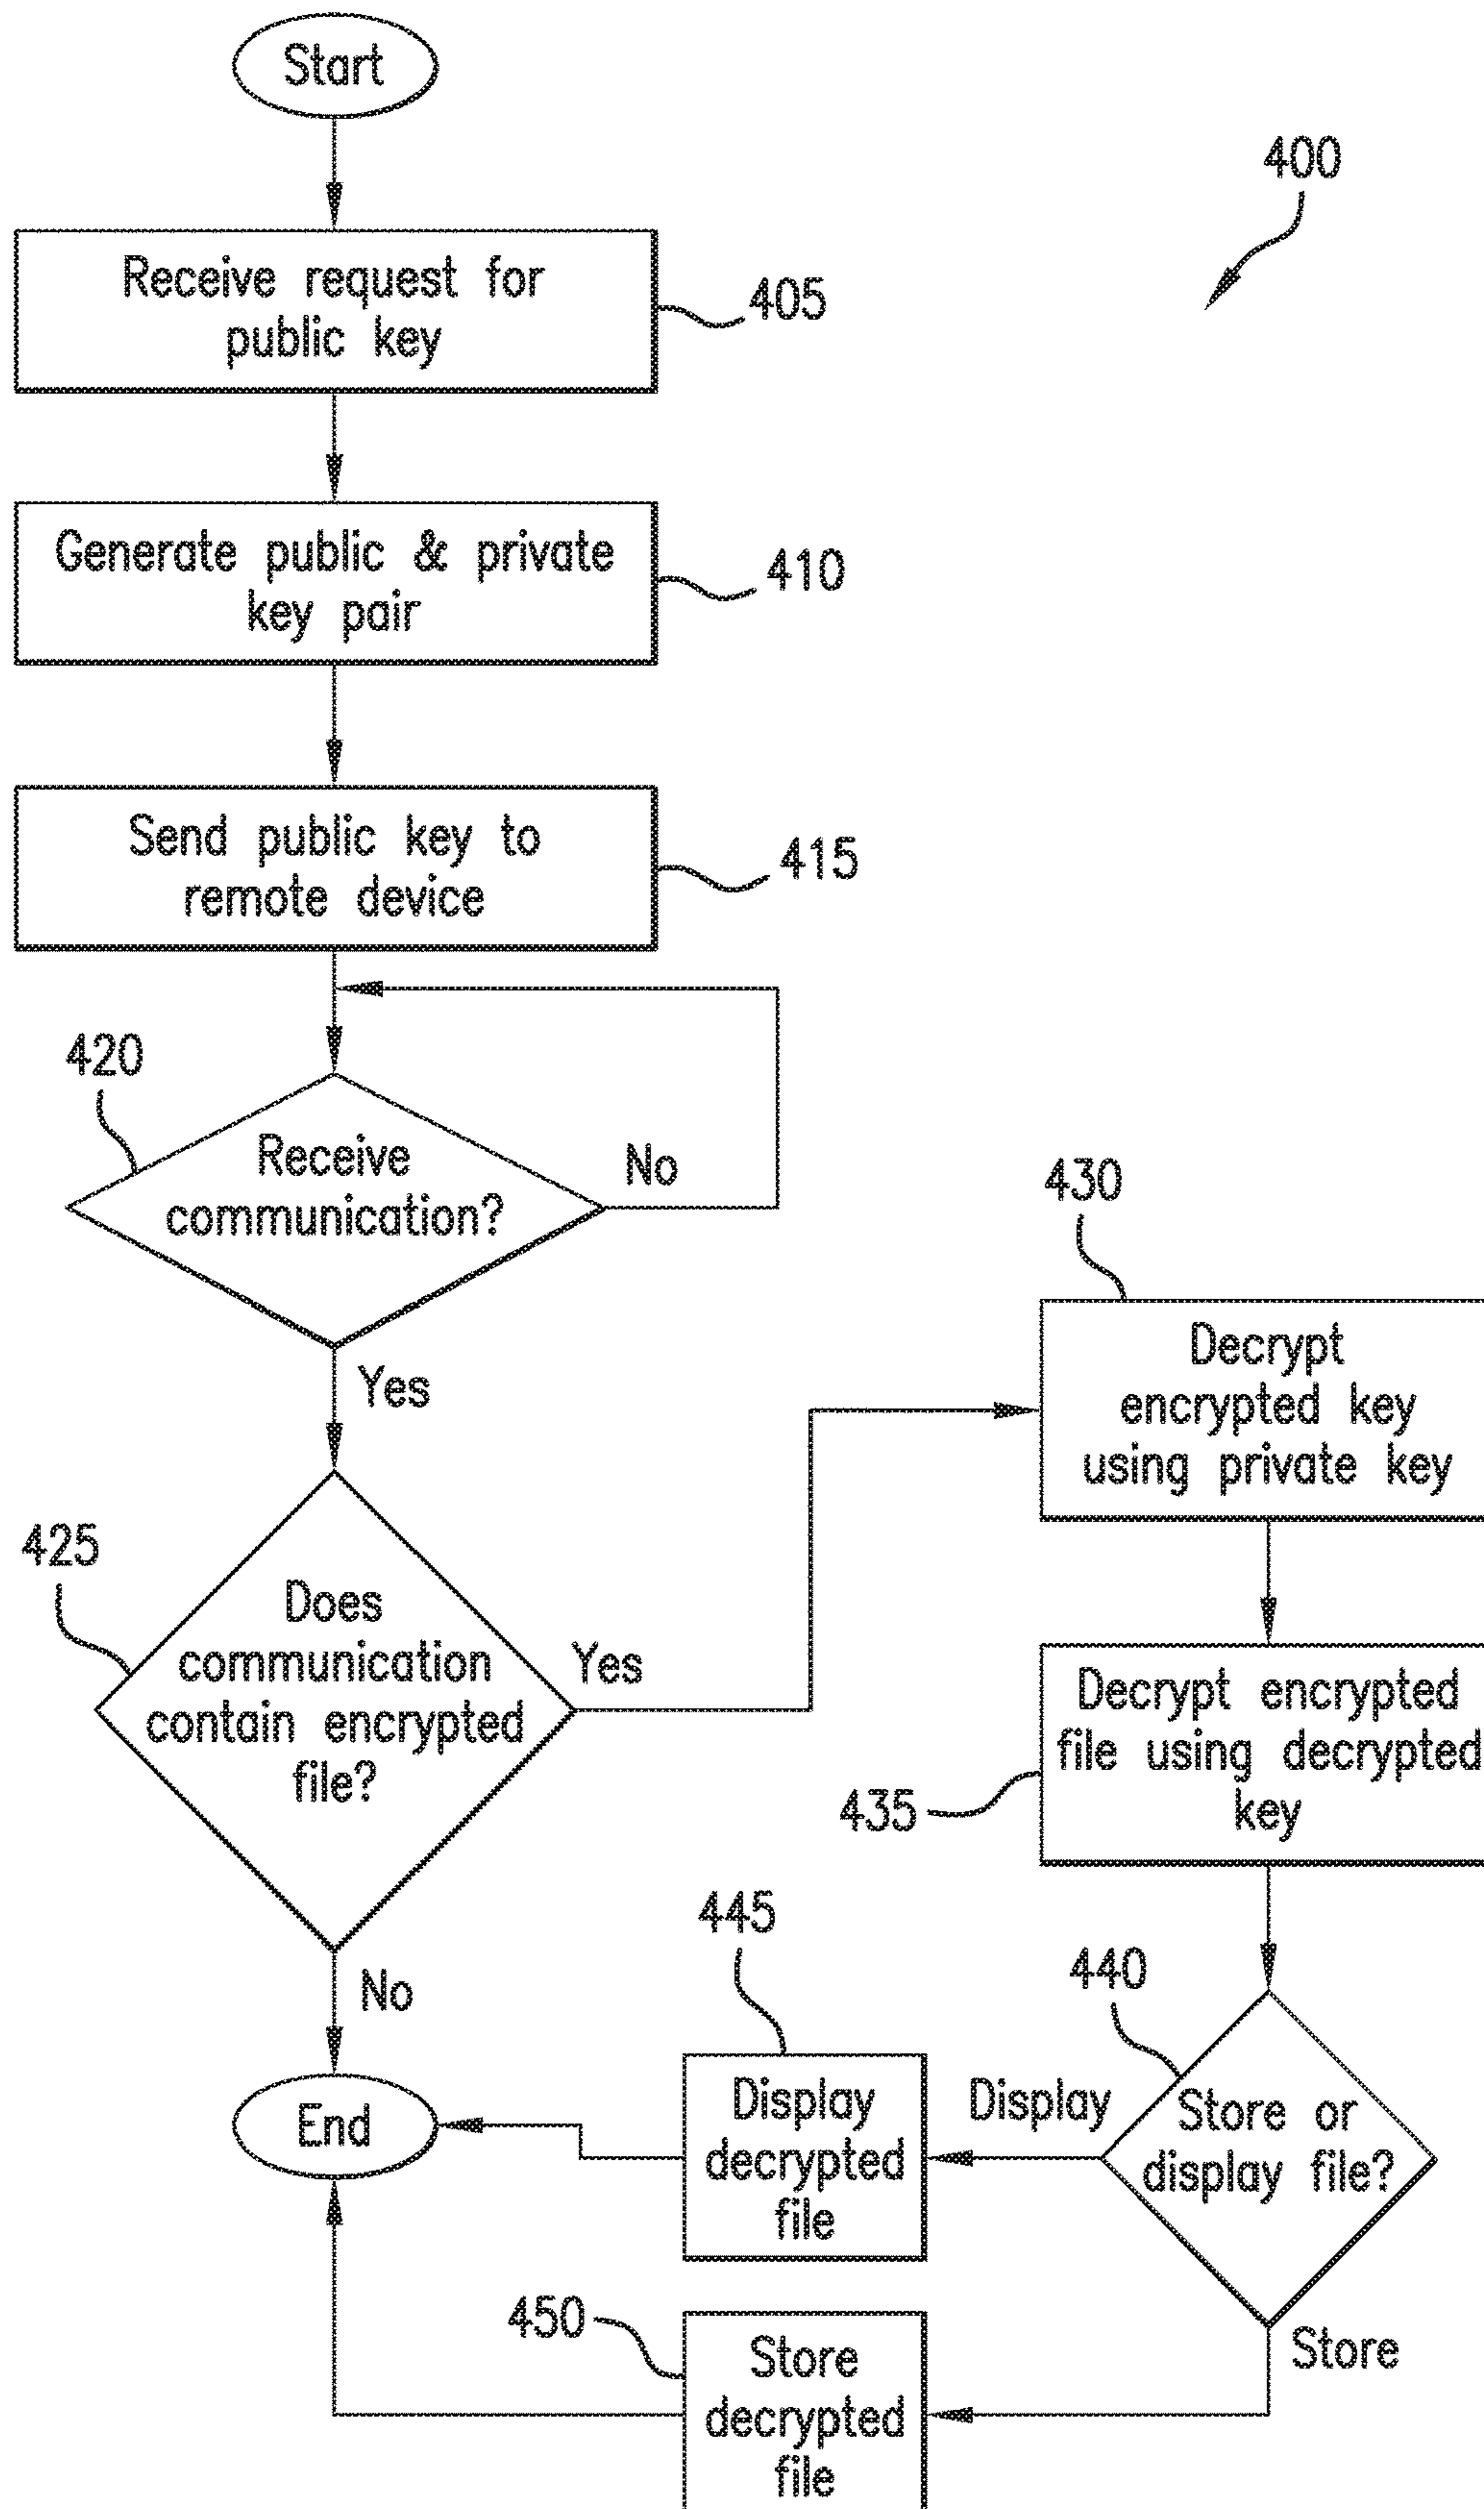 Start
400
Receive request for
public key
405
Generate public & private
key pair
410
Send public key to
remote device
415
420
Receive
communication?
No
Yes
430
Decrypt
encrypted key
using private key
425
Does
communication
contain encrypted
file?
Yes
No
Decrypt encrypted
file using decrypted
key
435
440
Store or
display file?
Display
Store
445
Display
decrypted
file
End
450
Store
decrypted
file